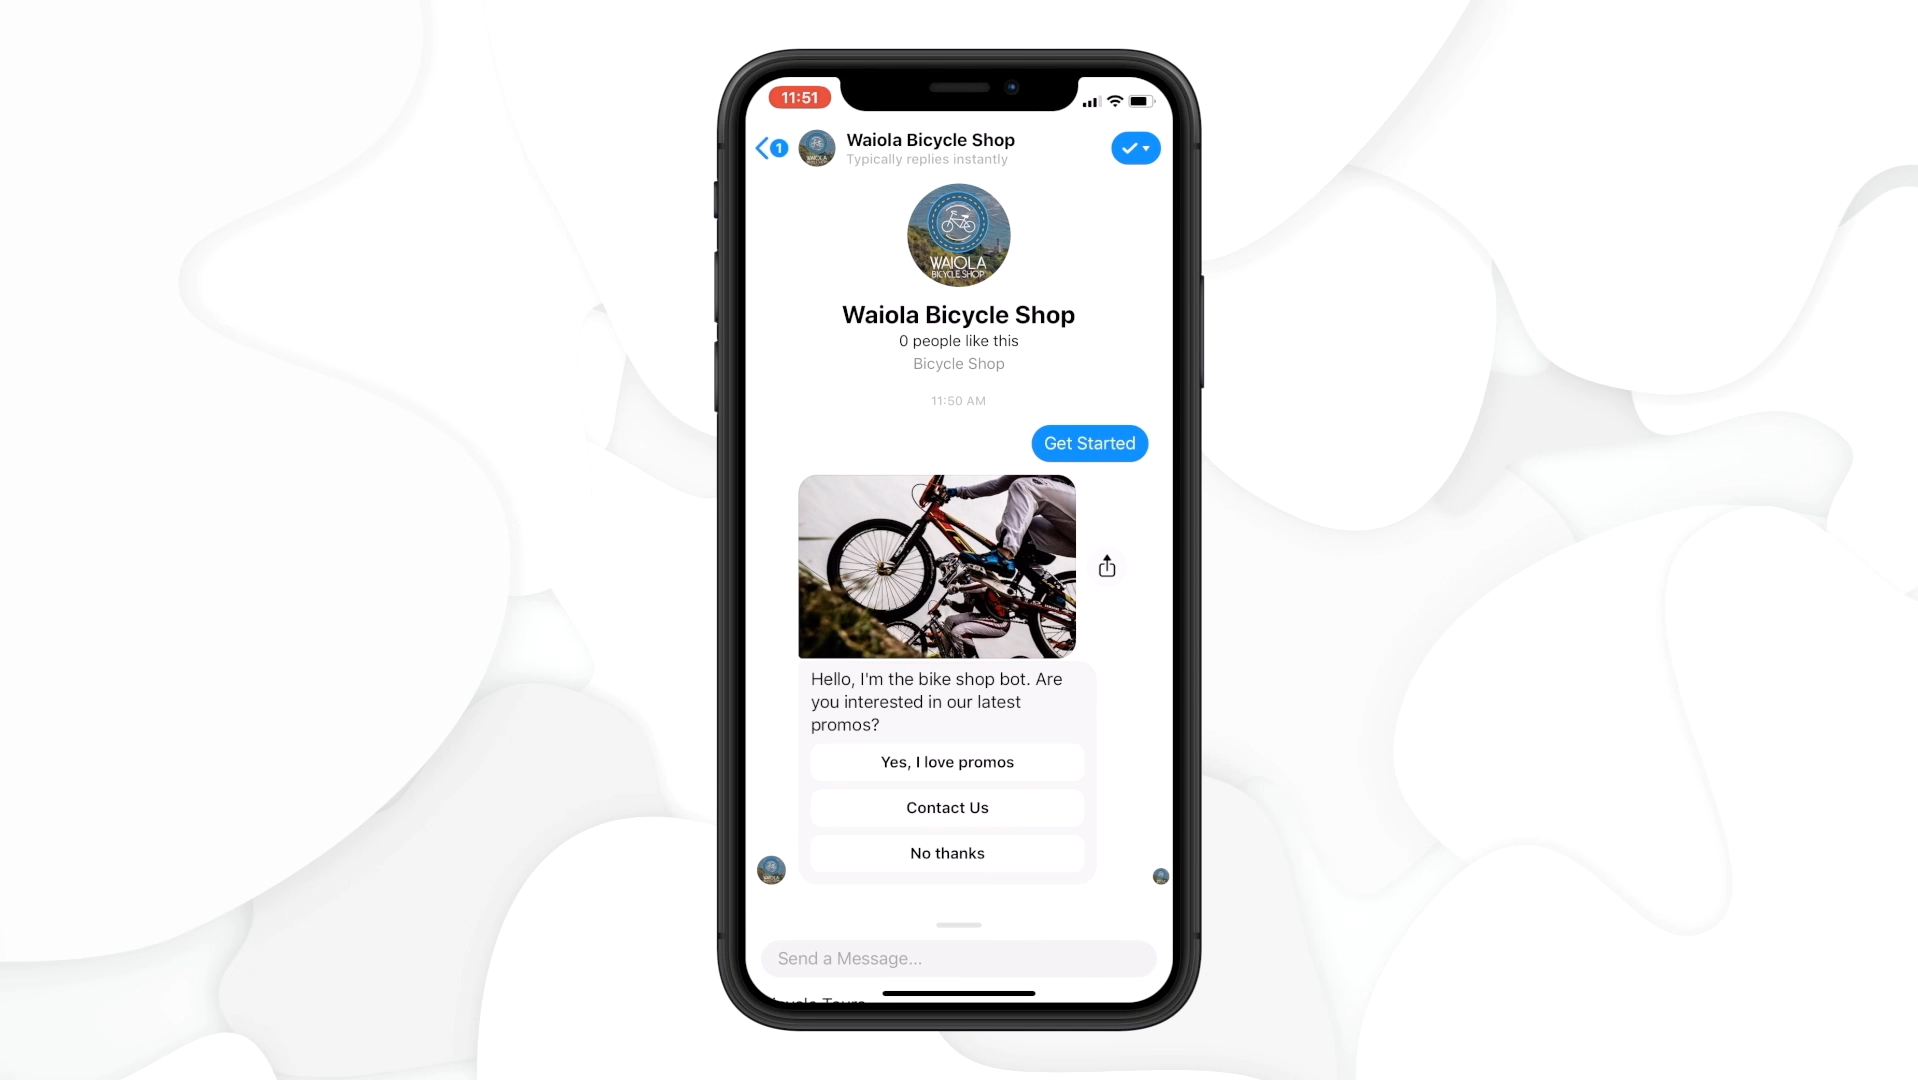 11:51
1
Waiola Bicycle Shop
Typically replies instantly
WAIOLA
BICYCLE SHOP
Waiola Bicycle Shop
0 people like this
Bicycle Shop
11:50 AM
Get Started
Hello, I'm the bike shop bot. Are
you interested in our latest
promos?
Yes, I love promos
Contact Us
No thanks
Send a Message...
Tours